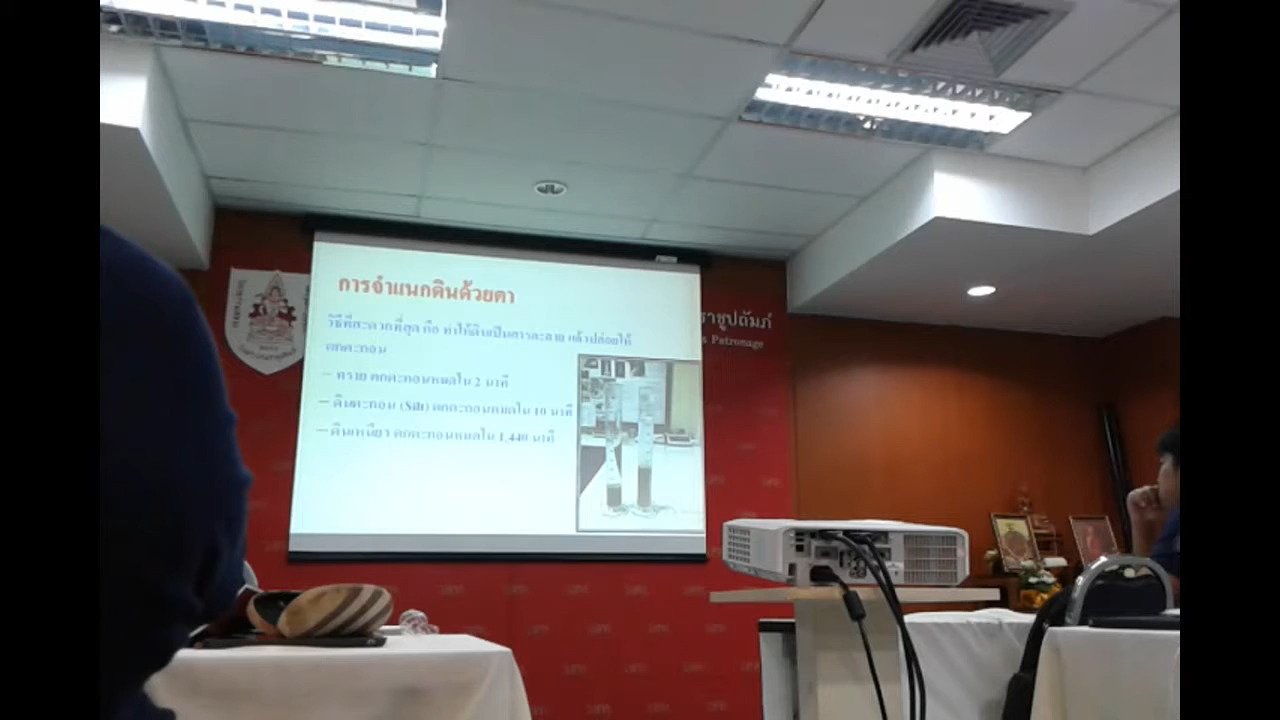 การจำแนกดินด้วยตา
วิธีที่สะดวกที่สุด คือ ทำให้ดินเป็นสารละลาย แล้วปล่อยให้
ตกตะกอน
– ทราย ตกตะกอนหมดใน 2 นาที
– ดินตะกอน (Silt) ตกตะกอนหมดใน 10 นาที
– ดินเหนียว ตกตะกอนหมดใน 1,440 นาที
ราชูปถัมภ์
Patronage